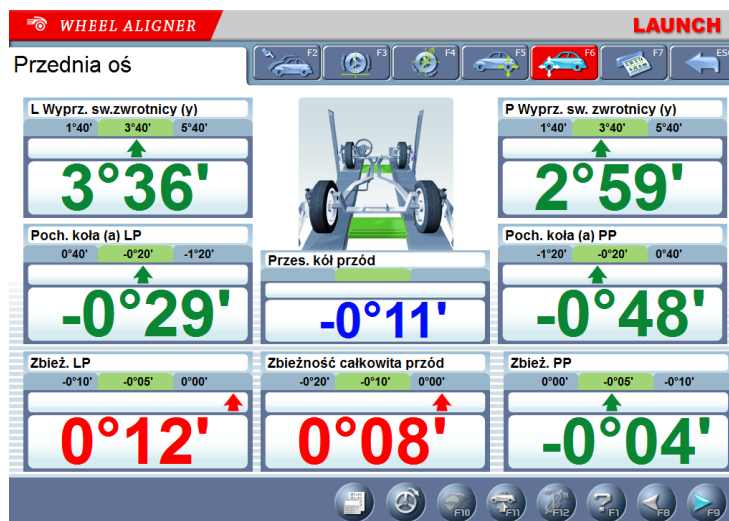 WHEEL ALIGNER
LAUNCH
Przednia oś
F2 F3 F4 F5 F6 F7 ES
L Wyprz. sw.zwrotnicy (y)
1°40' 3°40' 5°40'
3°36'
P Wyprz. sw. zwrotnicy (y)
1°40' 3°40' 5°40'
2°59'
Poch. koła (a) LP
0°40' -0°20' -1°20'
-0°29'
Przes. kół przód
-0°11'
Poch. koła (a) PP
-1°20' -0°20' 0°40'
-0°48'
Zbież. LP
-0°10' -0°05' 0°00'
0°12'
Zbieżność całkowita przód
-0°20' -0°10' 0°00'
0°08'
Zbież. PP
0°00' -0°05' -0°10'
-0°04'
F10 F11 F12 ? F1 F8 F9